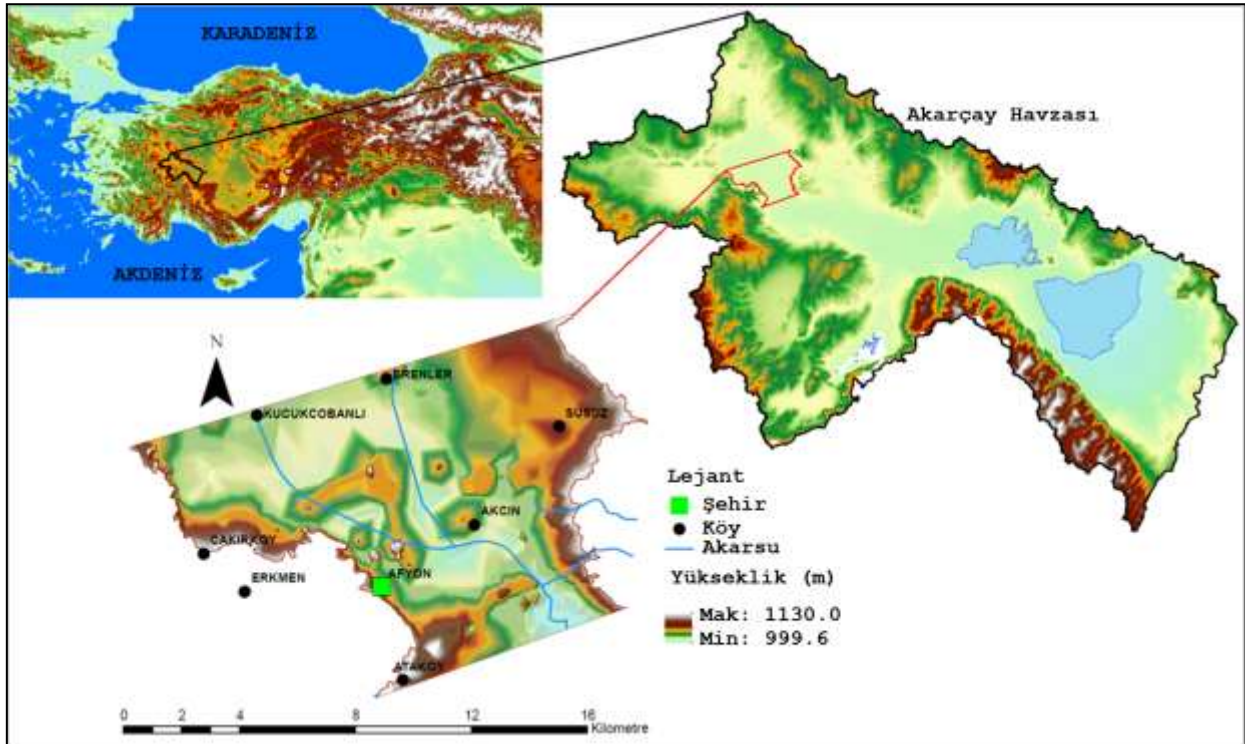 KARADENİZ
AKDENİZ
Akarçay Havzası
N
ERENLER
KUCUKCOBANLI
SUSUZ
AKCIN
CAKIRKOY
ERKMEN
AFYON
ATAKOY
Lejant
Şehir
Köy
Akarsu
Yükseklik (m)
Mak: 1130.0
Min: 999.6
0 2 4 8 12 16
Kilometre